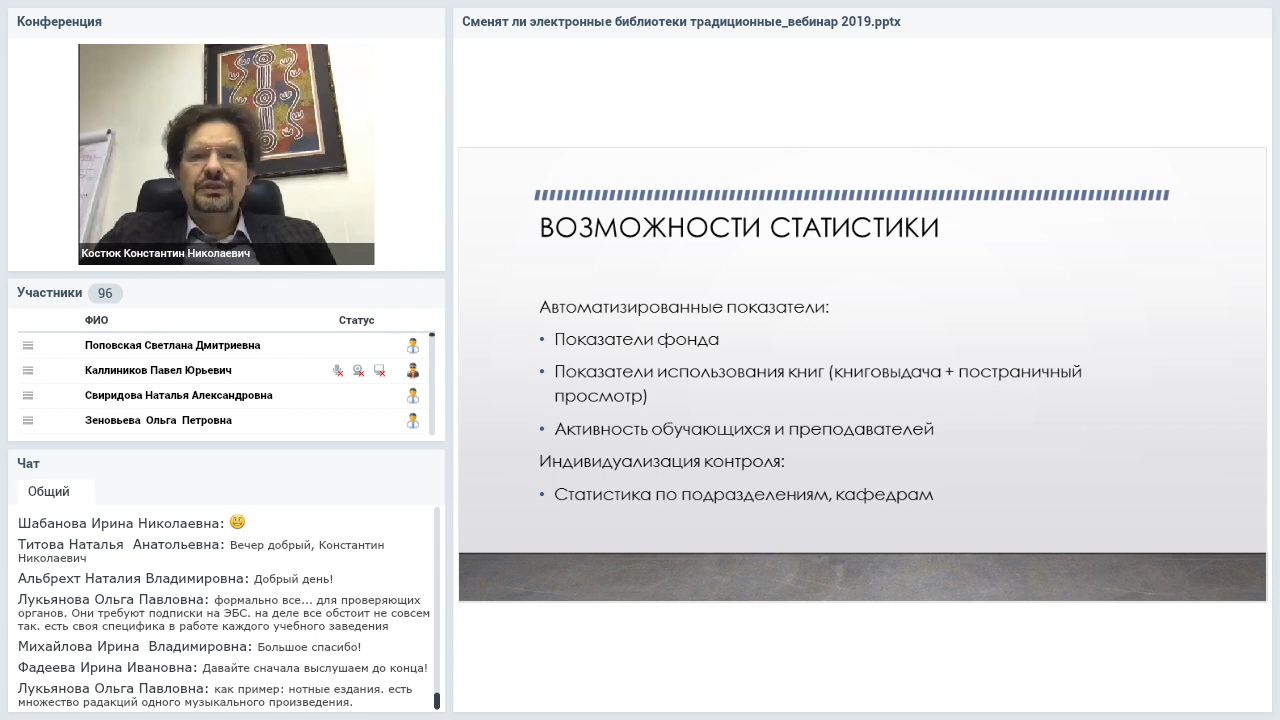 Конференция
Костюк Константин Николаевич
Участники 96
ФИО Статус
Поповская Светлана Дмитриевна
Каллиников Павел Юрьевич
Свиридова Наталья Александровна
Зеновьева Ольга Петровна
Чат
Общий
Шабанова Ирина Николаевна:
Титова Наталья Анатольевна: Вечер добрый, Константин
Николаевич
Альбрехт Наталия Владимировна: Добрый день!
Лукьянова Ольга Павловна: формально все... для проверяющих
органов. Они требуют подписки на ЭБС. на деле все обстоит не совсем
так. есть своя специфика в работе каждого учебного заведения
Михайлова Ирина Владимировна: Большое спасибо!
Фадеева Ирина Ивановна: Давайте сначала выслушаем до конца!
Лукьянова Ольга Павловна: как пример: нотные ездания. есть
множество радакций одного музыкального произведения.
Сменят ли электронные библиотеки традиционные_вебинар 2019.pptx
ВОЗМОЖНОСТИ СТАТИСТИКИ
Автоматизированные показатели:
• Показатели фонда
• Показатели использования книг (книговыдача + постраничный
просмотр)
• Активность обучающихся и преподавателей
Индивидуализация контроля:
• Статистика по подразделениям, кафедрам